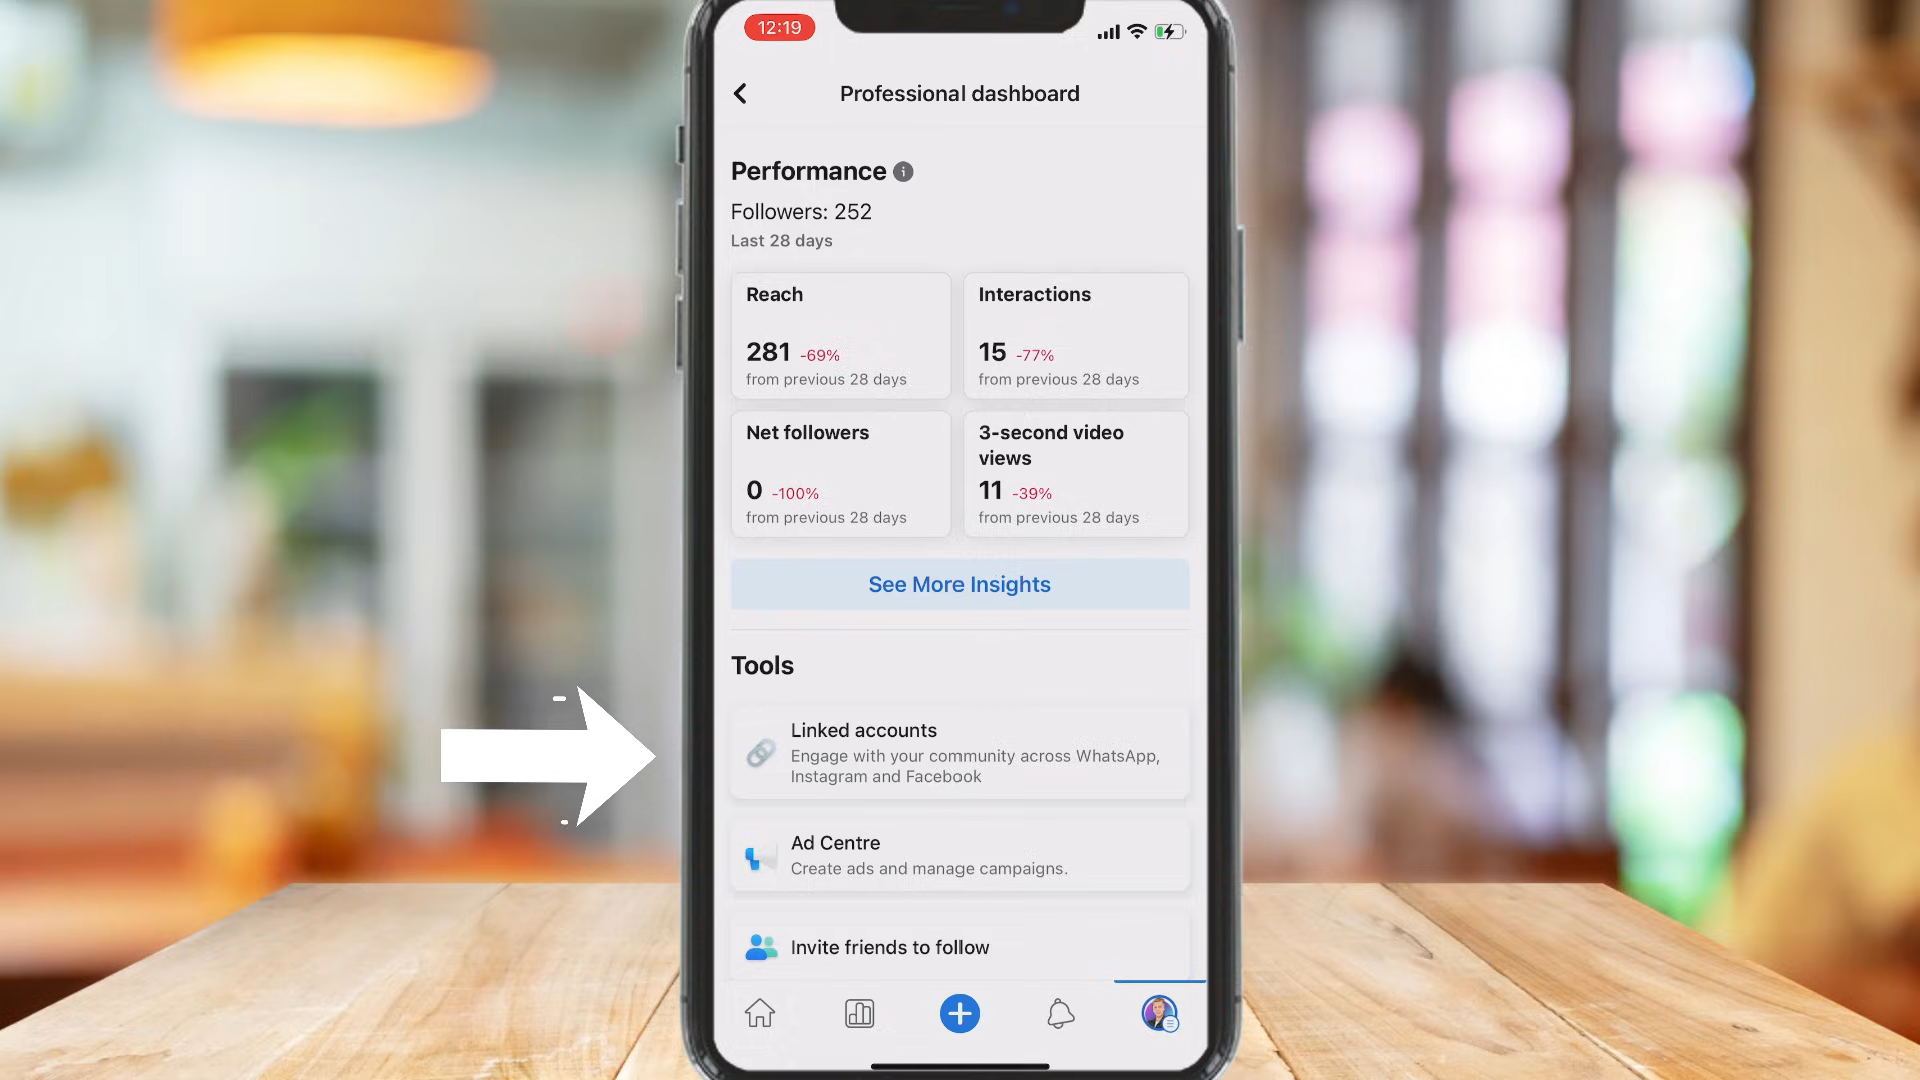 12:19
Professional dashboard
Performance
Followers: 252
Last 28 days
Reach
281 -69%
from previous 28 days
Interactions
15 -77%
from previous 28 days
Net followers
0 -100%
from previous 28 days
3-second video
views
11 -39%
from previous 28 days
See More Insights
Tools
Linked accounts
Engage with your community across WhatsApp,
Instagram and Facebook
Ad Centre
Create ads and manage campaigns.
Invite friends to follow